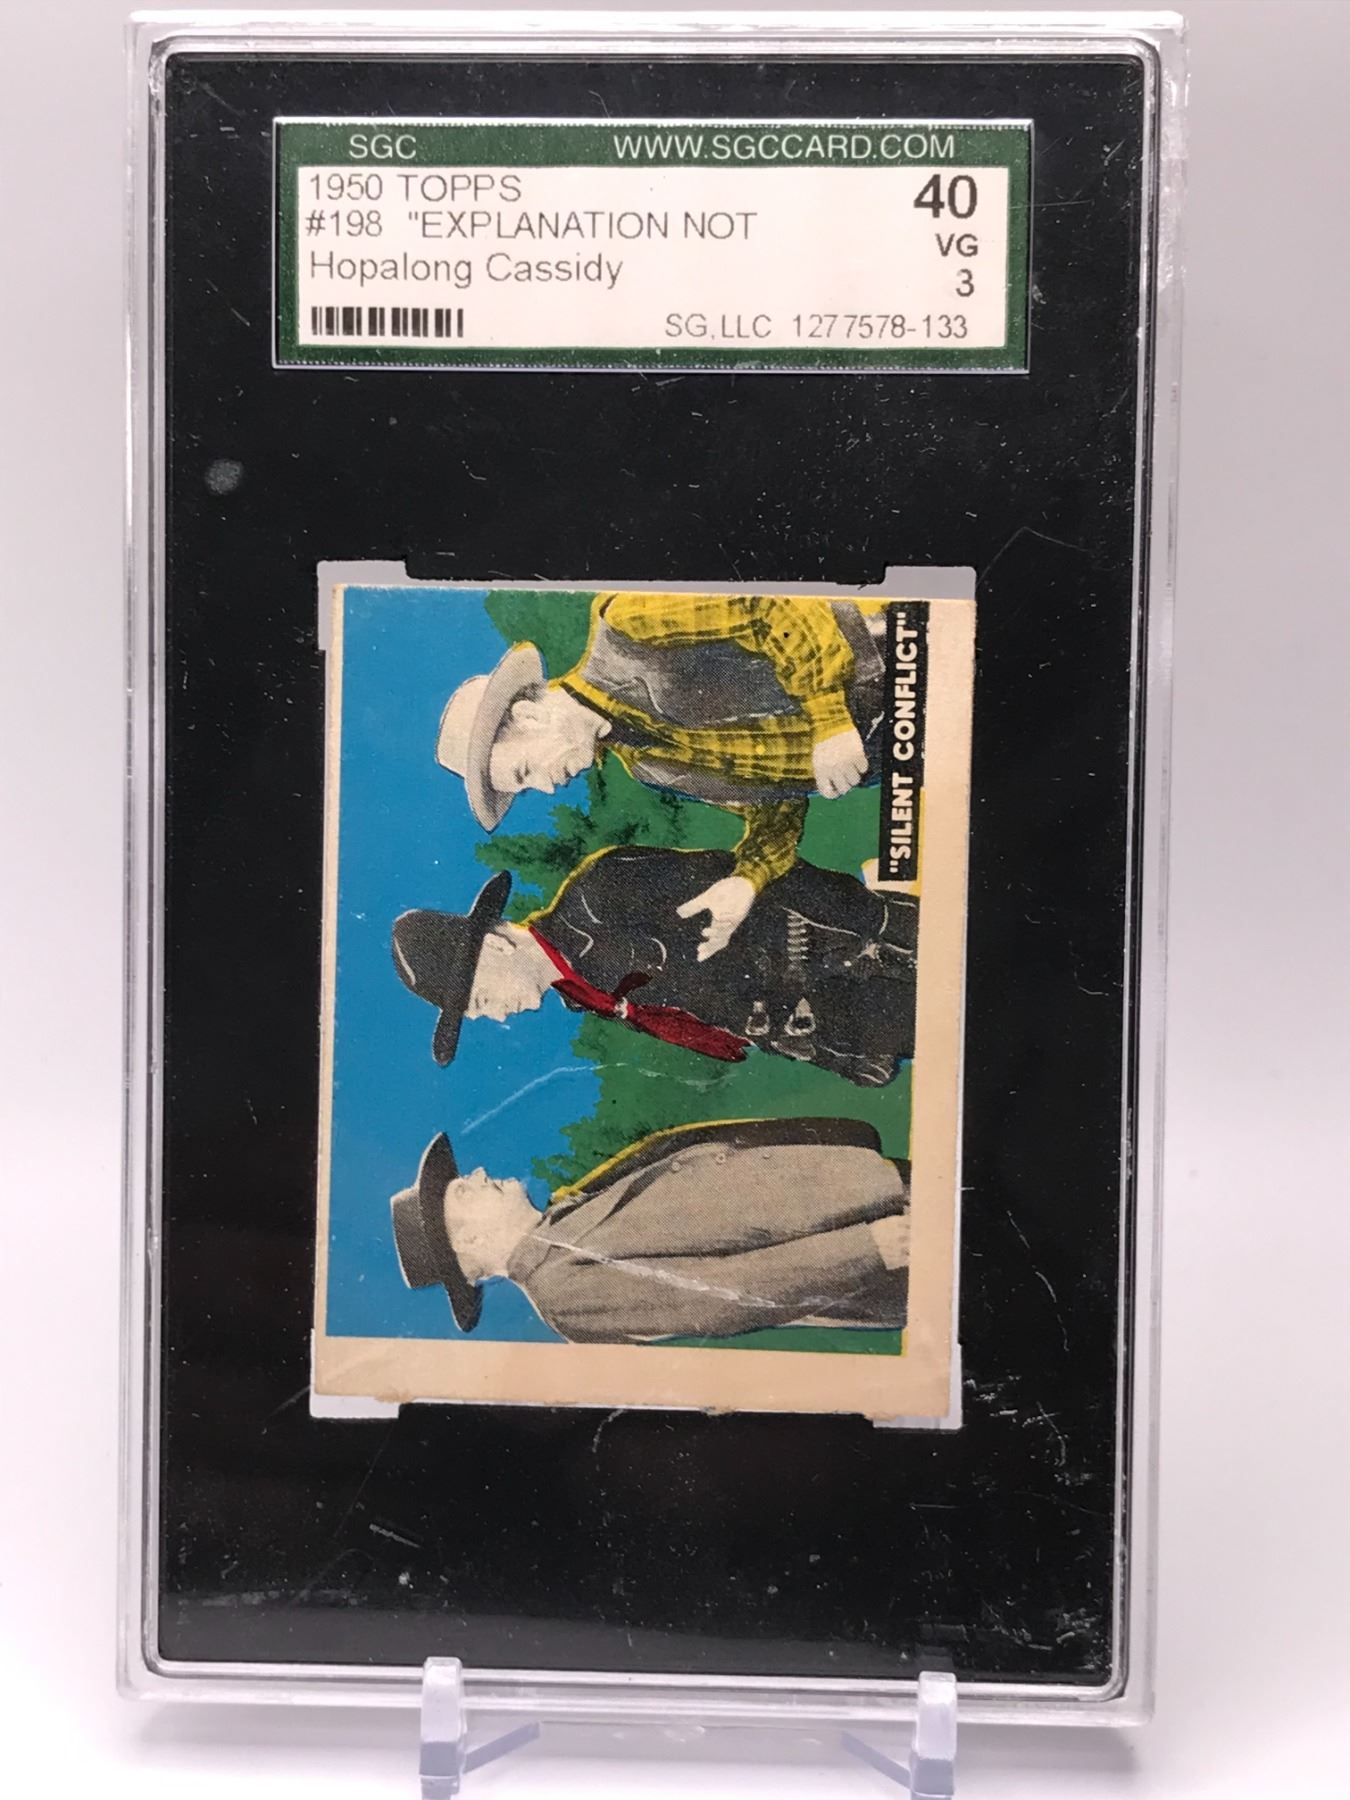 SGC WWW.SGCCARD.COM
1950 TOPPS 40
#198 "EXPLANATION NOT VG
Hopalong Cassidy 3
SG,LLC 1277578-133
"SILENT CONFLICT"